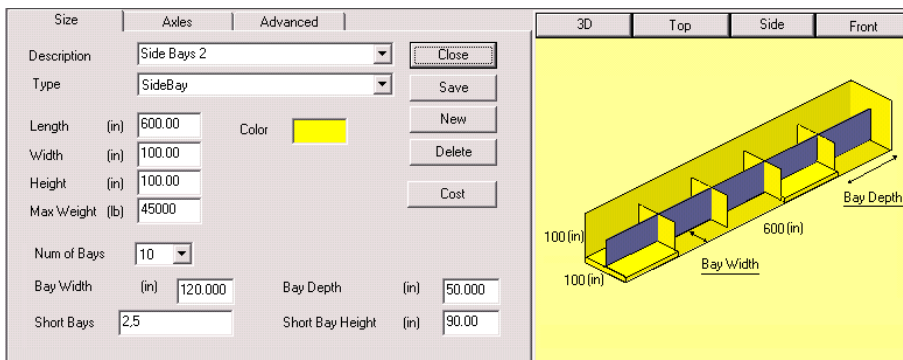 Size Axles Advanced
Description Side Bays 2 Close
Type SideBay Save
Length (in) 600.00 Color New
Width (in) 100.00 Delete
Height (in) 100.00
Max Weight (lb) 45000 Cost
Num of Bays 10
Bay Width (in) 120.000 Bay Depth (in) 50.000
Short Bays 2,5 Short Bay Height (in) 90.00
3D Top Side Front
Bay Depth
100(in) 600(in)
Bay Width
100(in)